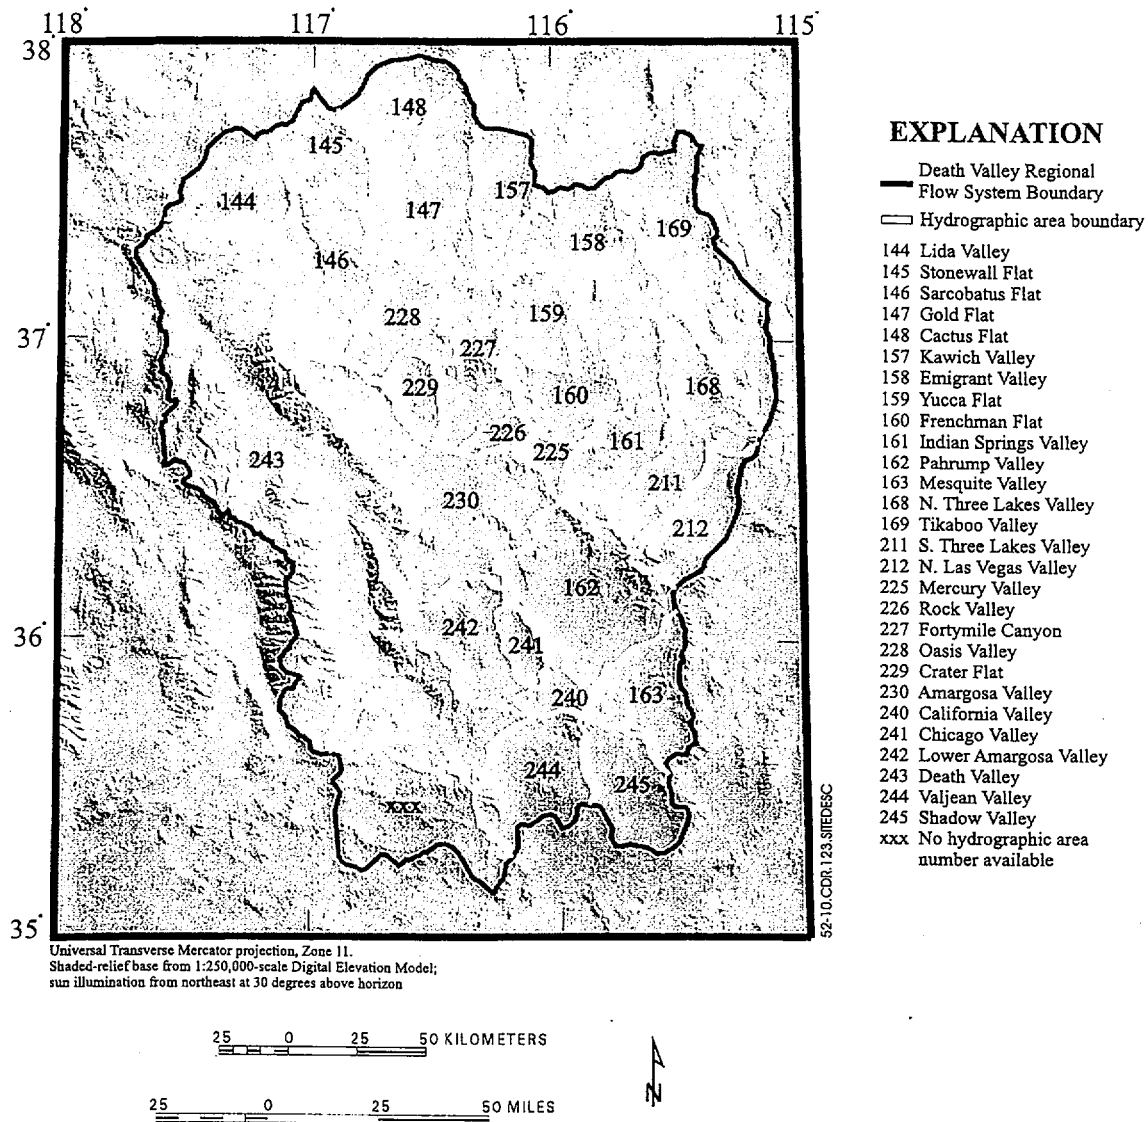 118° 117° 116° 115°
38°
148
145
157
144
147
169
158
146
159
228
37°
227
229
168
160
226
161
225
243
211
230
212
162
36°
242
241
163
240
244
245
xxx
35°
52-10.CDR.123.SITEDESC
Universal Transverse Mercator projection, Zone 11.
Shaded-relief base from 1:250,000-scale Digital Elevation Model;
sun illumination from northeast at 30 degrees above horizon
25 0 25 50 KILOMETERS
25 0 25 50 MILES
N
EXPLANATION
Death Valley Regional
Flow System Boundary
Hydrographic area boundary
144 Lida Valley
145 Stonewall Flat
146 Sarcobatus Flat
147 Gold Flat
148 Cactus Flat
157 Kawich Valley
158 Emigrant Valley
159 Yucca Flat
160 Frenchman Flat
161 Indian Springs Valley
162 Pahrump Valley
163 Mesquite Valley
168 N. Three Lakes Valley
169 Tikaboo Valley
211 S. Three Lakes Valley
212 N. Las Vegas Valley
225 Mercury Valley
226 Rock Valley
227 Fortymile Canyon
228 Oasis Valley
229 Crater Flat
230 Amargosa Valley
240 California Valley
241 Chicago Valley
242 Lower Amargosa Valley
243 Death Valley
244 Valjean Valley
245 Shadow Valley
xxx No hydrographic area
number available